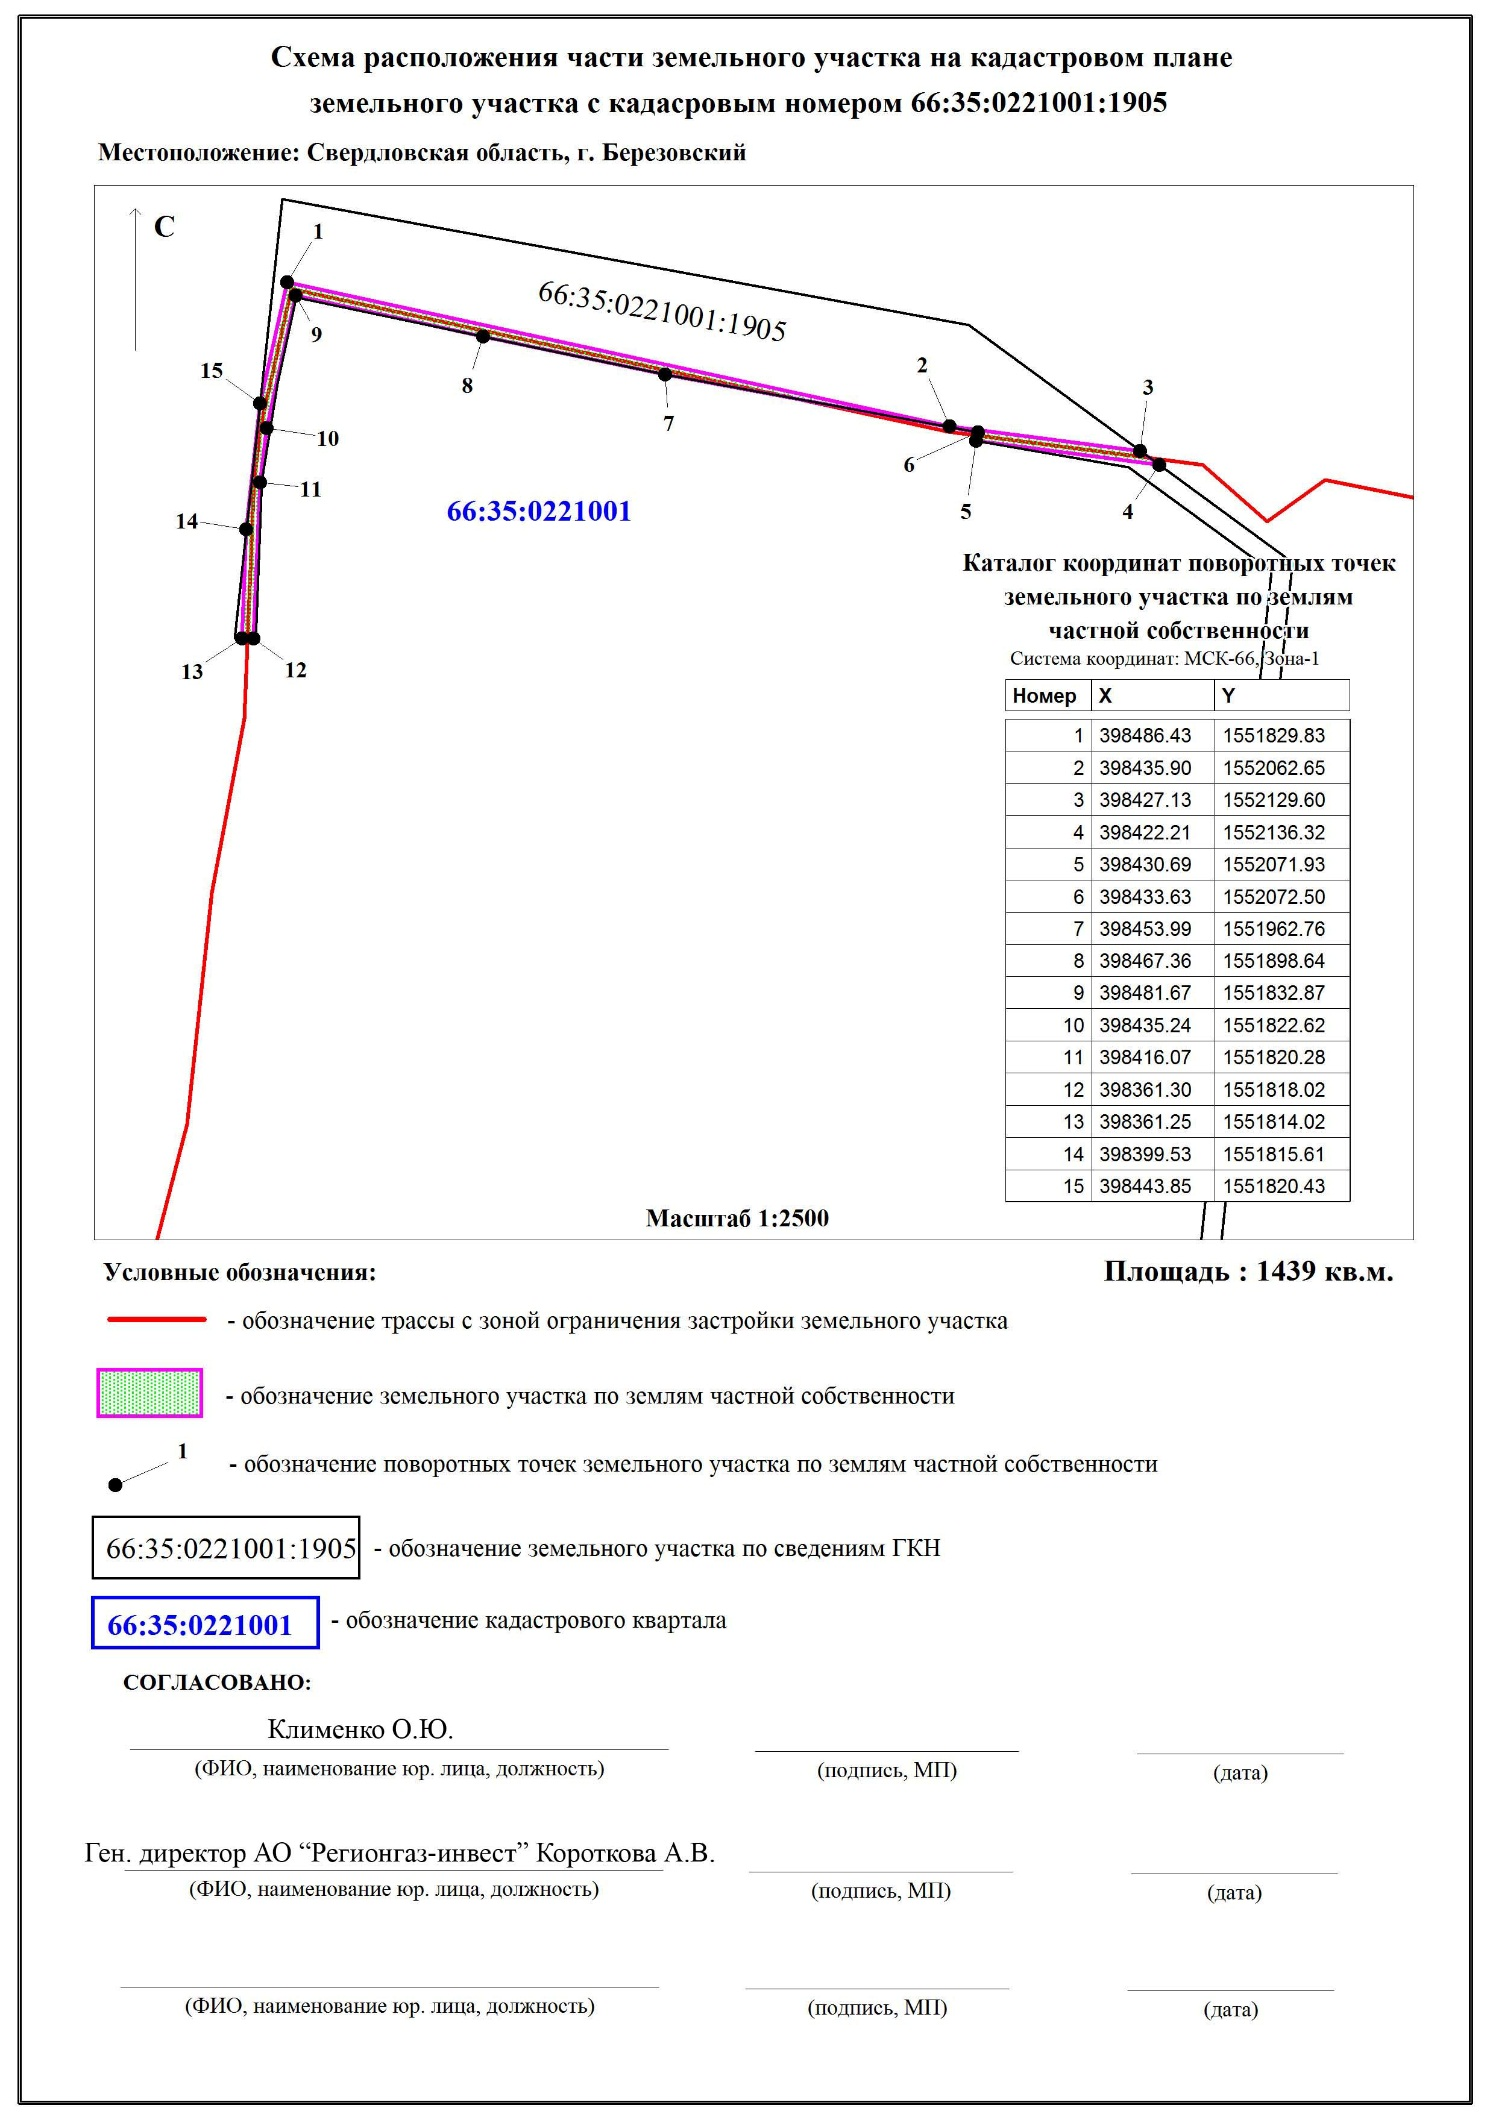 Схема расположения части земельного участка на кадастровом плане
земельного участка с кадасровым номером 66:35:0221001:1905
Местоположение: Свердловская область, г. Березовский
С
1
66:35:0221001:1905
9
15
8
2
3
7
10
6
11
14
66:35:0221001
5
4
13
12
Каталог координат поворотных точек
земельного участка по землям
частной собственности
Система координат: МСК-66, Зона-1
Номер X Y
1 398486.43 1551829.83
2 398435.90 1552062.65
3 398427.13 1552129.60
4 398422.21 1552136.32
5 398430.69 1552071.93
6 398433.63 1552072.50
7 398453.99 1551962.76
8 398467.36 1551898.64
9 398481.67 1551832.87
10 398435.24 1551822.62
11 398416.07 1551820.28
12 398361.30 1551818.02
13 398361.25 1551814.02
14 398399.53 1551815.61
15 398443.85 1551820.43
Масштаб 1:2500
Условные обозначения:
Площадь : 1439 кв.м.
- обозначение трассы с зоной ограничения застройки земельного участка
- обозначение земельного участка по землям частной собственности
1
- обозначение поворотных точек земельного участка по землям частной собственности
66:35:0221001:1905 - обозначение земельного участка по сведениям ГКН
66:35:0221001 - обозначение кадастрового квартала
СОГЛАСОВАНО:
Клименко О.Ю.
(ФИО, наименование юр. лица, должность) (подпись, МП) (дата)
Ген. директор АО “Регионгаз-инвест” Короткова А.В.
(ФИО, наименование юр. лица, должность) (подпись, МП) (дата)
(ФИО, наименование юр. лица, должность) (подпись, МП) (дата)